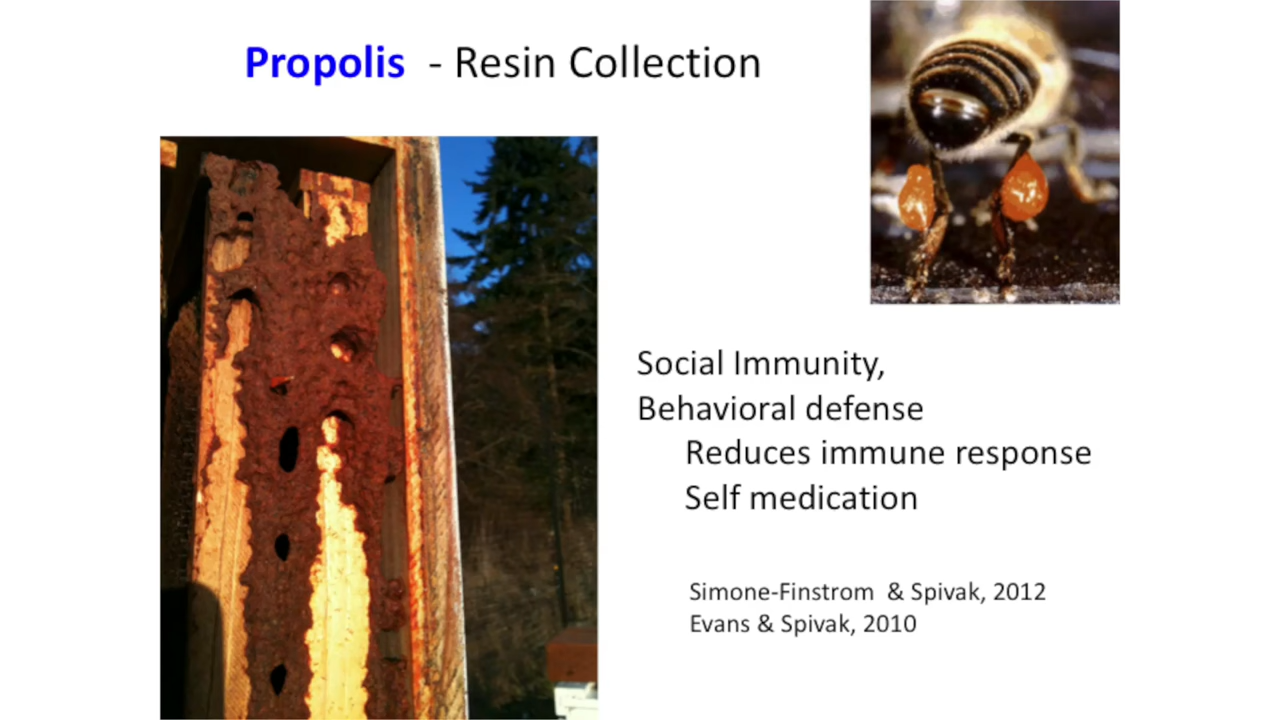 Propolis - Resin Collection
Social Immunity,
Behavioral defense
Reduces immune response
Self medication
Simone-Finstrom & Spivak, 2012
Evans & Spivak, 2010